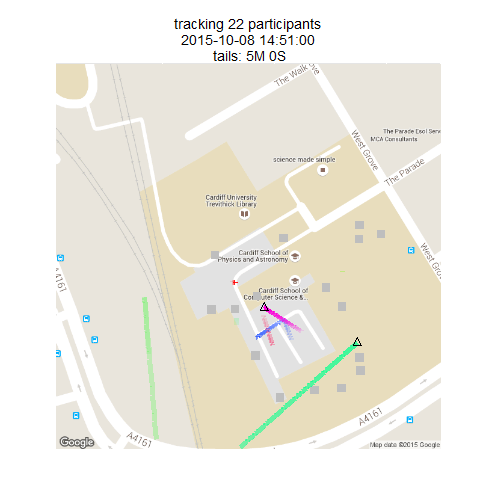 tracking 22 participants
2015-10-08 14:51:00
tails: 5M 0S
The Walk
West Grove
The Parade Esol Serv
MCA Consultants
science made simple
The Parade
Cardiff University
Trevithick Library
West Gro
Cardiff School of
Physics and Astronomy
Cardiff School of
Computer Science &...
A4161
A4161
A4161
Google
Map data ©2015 Google